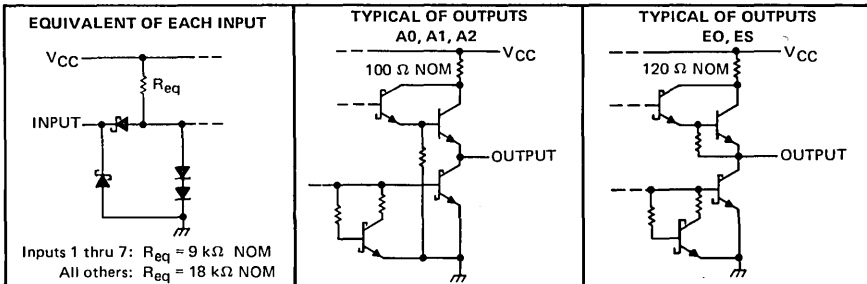 EQUIVALENT OF EACH INPUT
VCC
Req
INPUT
Inputs 1 thru 7: Req = 9 kΩ NOM
All others: Req = 18 kΩ NOM
TYPICAL OF OUTPUTS
A0, A1, A2
VCC
100 Ω NOM
OUTPUT
TYPICAL OF OUTPUTS
EO, ES
VCC
120 Ω NOM
OUTPUT